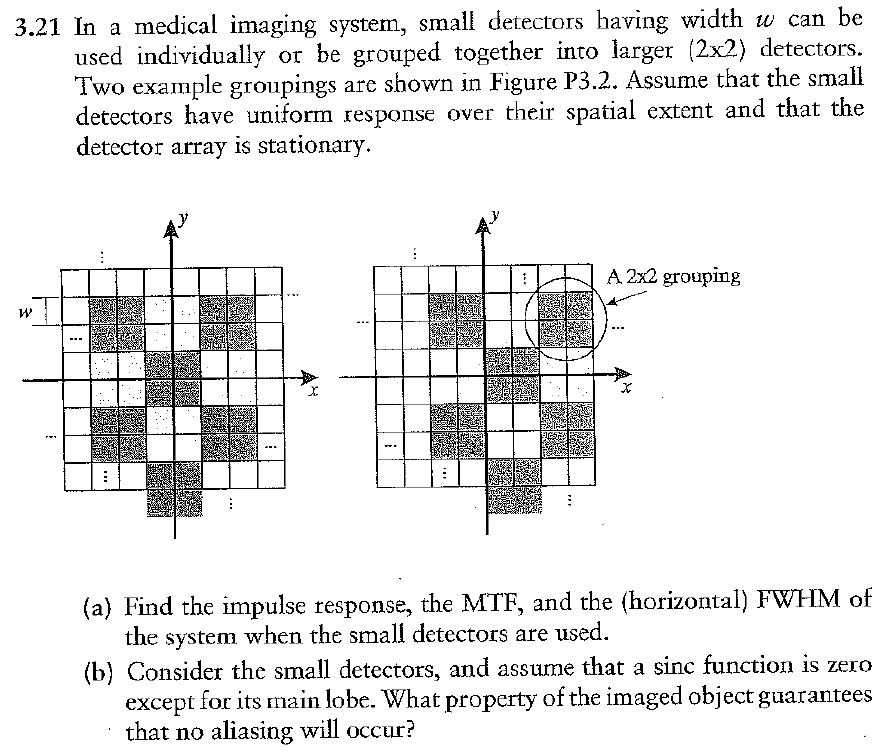 3.21 In a medical imaging system, small detectors having width w can be
used individually or be grouped together into larger (2x2) detectors.
Two example groupings are shown in Figure P3.2. Assume that the small
detectors have uniform response over their spatial extent and that the
detector array is stationary.
y
y
A 2x2 grouping
w
x
x
(a) Find the impulse response, the MTF, and the (horizontal) FWHM of
the system when the small detectors are used.
(b) Consider the small detectors, and assume that a sinc function is zero
except for its main lobe. What property of the imaged object guarantees
that no aliasing will occur?